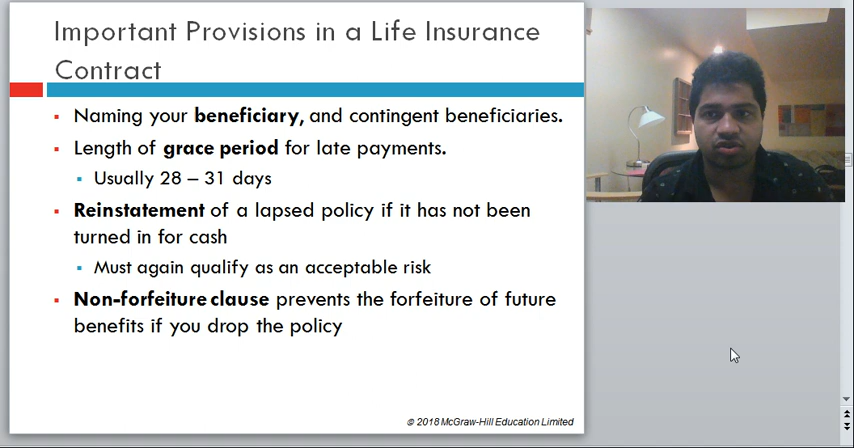 Important Provisions in a Life Insurance
Contract
Naming your beneficiary, and contingent beneficiaries.
Length of grace period for late payments.
Usually 28 – 31 days
Reinstatement of a lapsed policy if it has not been
turned in for cash
Must again qualify as an acceptable risk
Non-forfeiture clause prevents the forfeiture of future
benefits if you drop the policy
© 2018 McGraw-Hill Education Limited